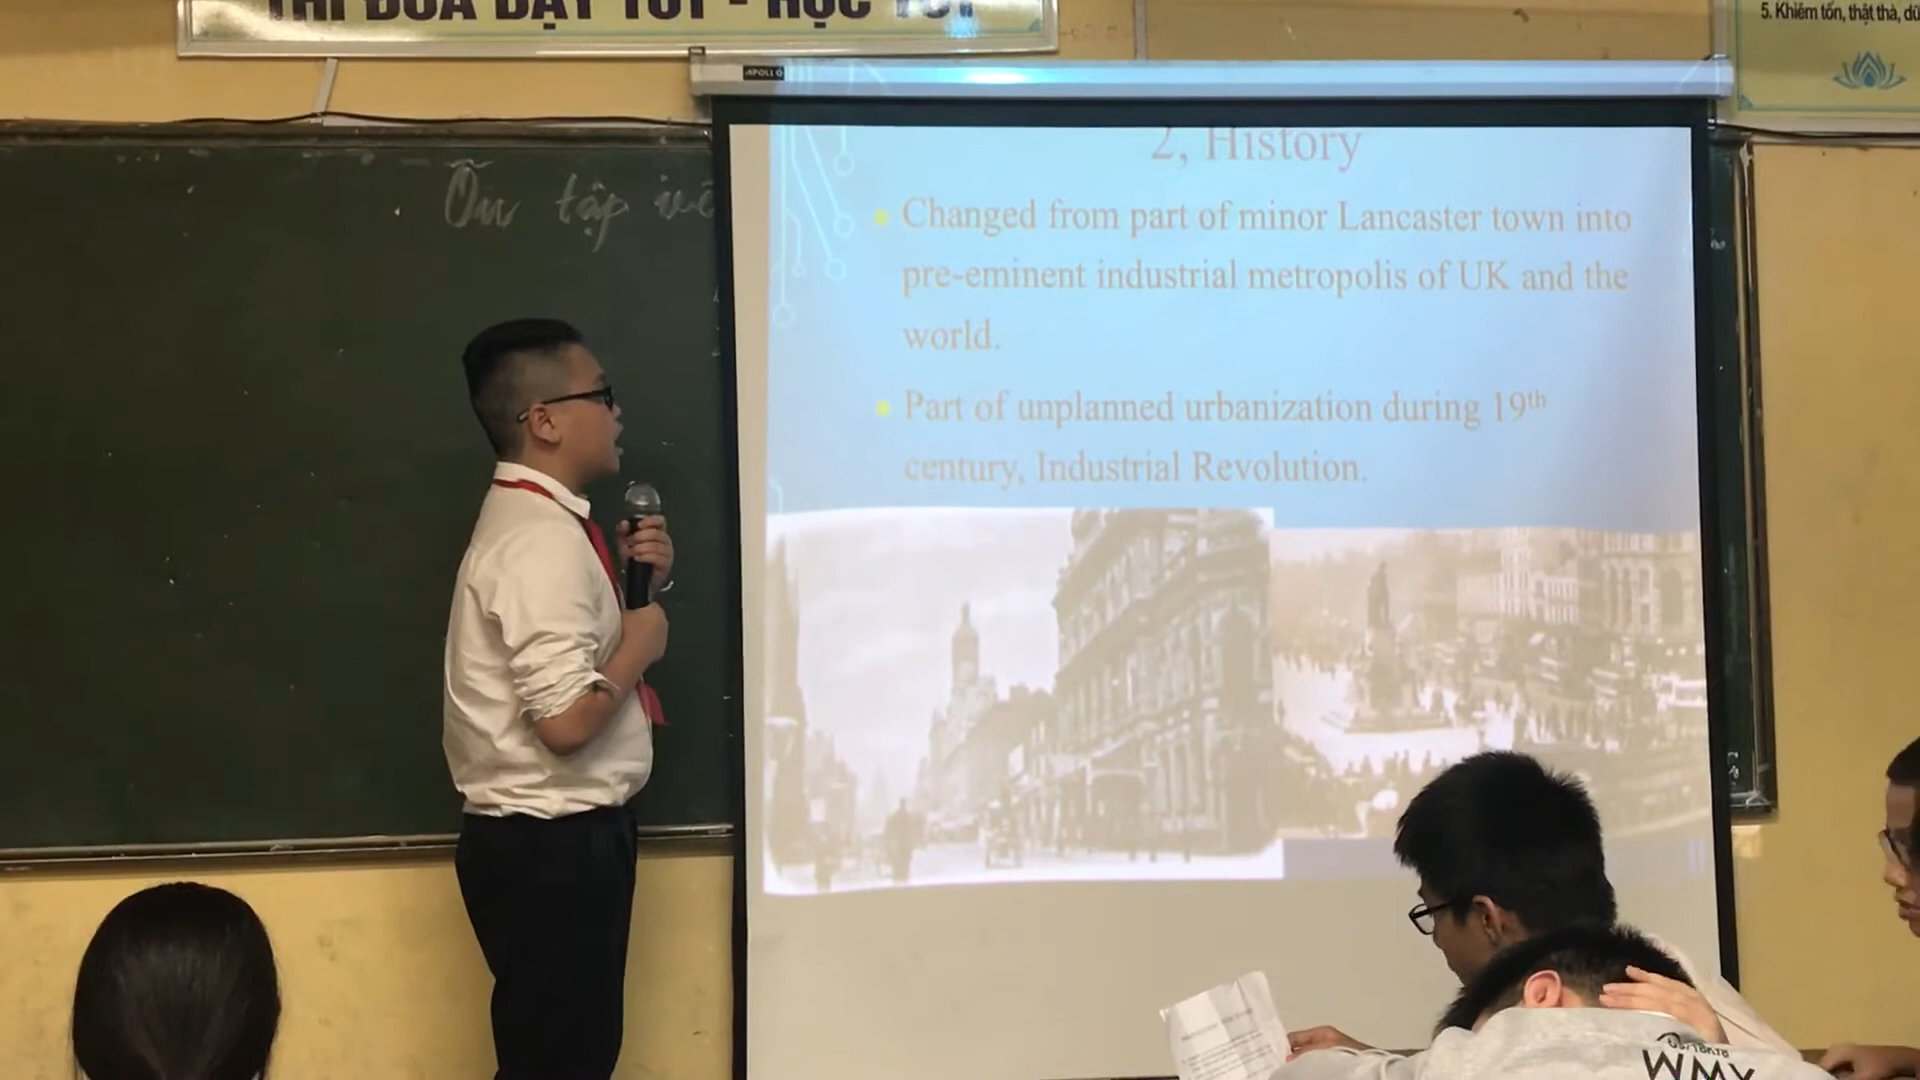 THI ĐUA DẠY TỐT - HỌC TỐT
5. Khiêm tốn, thật thà, dũ
APOLLO
Ôn tập về
2, History
Changed from part of minor Lancaster town into
pre-eminent industrial metropolis of UK and the
world.
Part of unplanned urbanization during 19th
century, Industrial Revolution.
WMX